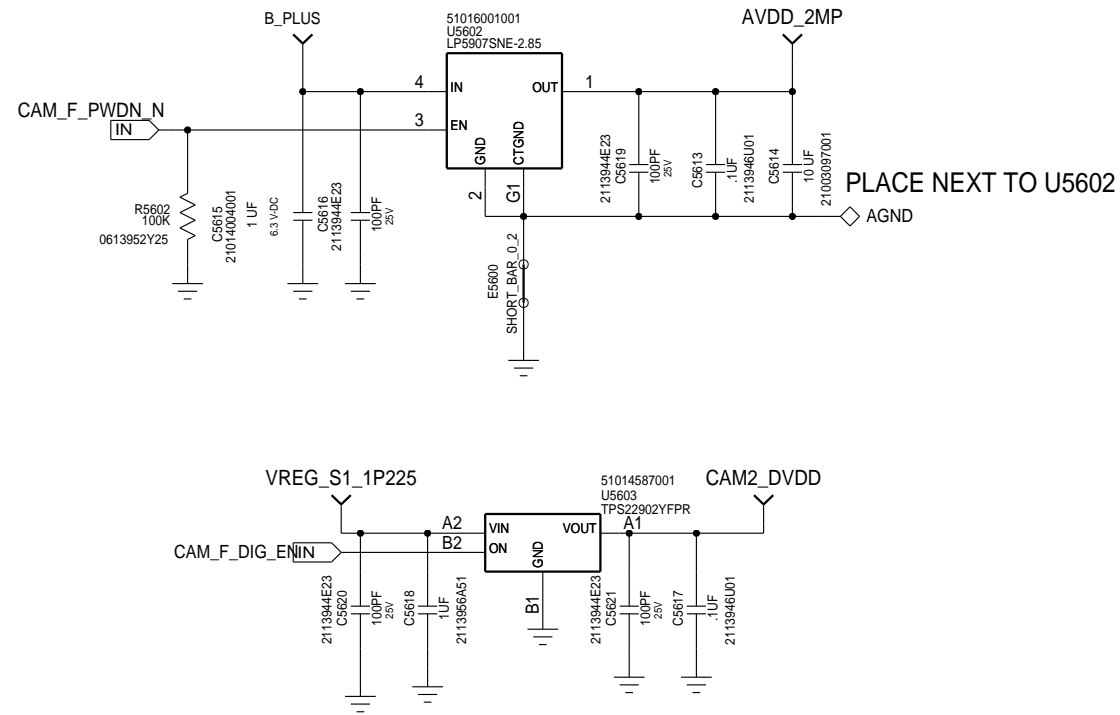 B_PLUS
51016001001
U5602
LP5907SNE-2.85
AVDD_2MP
4
IN
OUT
1
CAM_F_PWDN_N
IN
3
EN
GND
CTGND
2
G1
R5602
100K
0613952Y25
C5615
21014004001
1 UF
6.3 V-DC
C5616
2113944E23
100PF
25V
2113944E23
C5619
100PF
25V
C5613
.1UF
2113946U01
C5614
10 UF
21003097001
PLACE NEXT TO U5602
AGND
E5600
SHORT_BAR_0_2
VREG_S1_1P225
51014587001
U5603
TPS22902YFPR
CAM2_DVDD
A2
VIN
VOUT
A1
CAM_F_DIG_EN
IN
B2
ON
GND
B1
2113944E23
C5620
100PF
25V
C5618
1UF
2113956A51
2113944E23
C5621
100PF
25V
C5617
.1UF
2113946U01